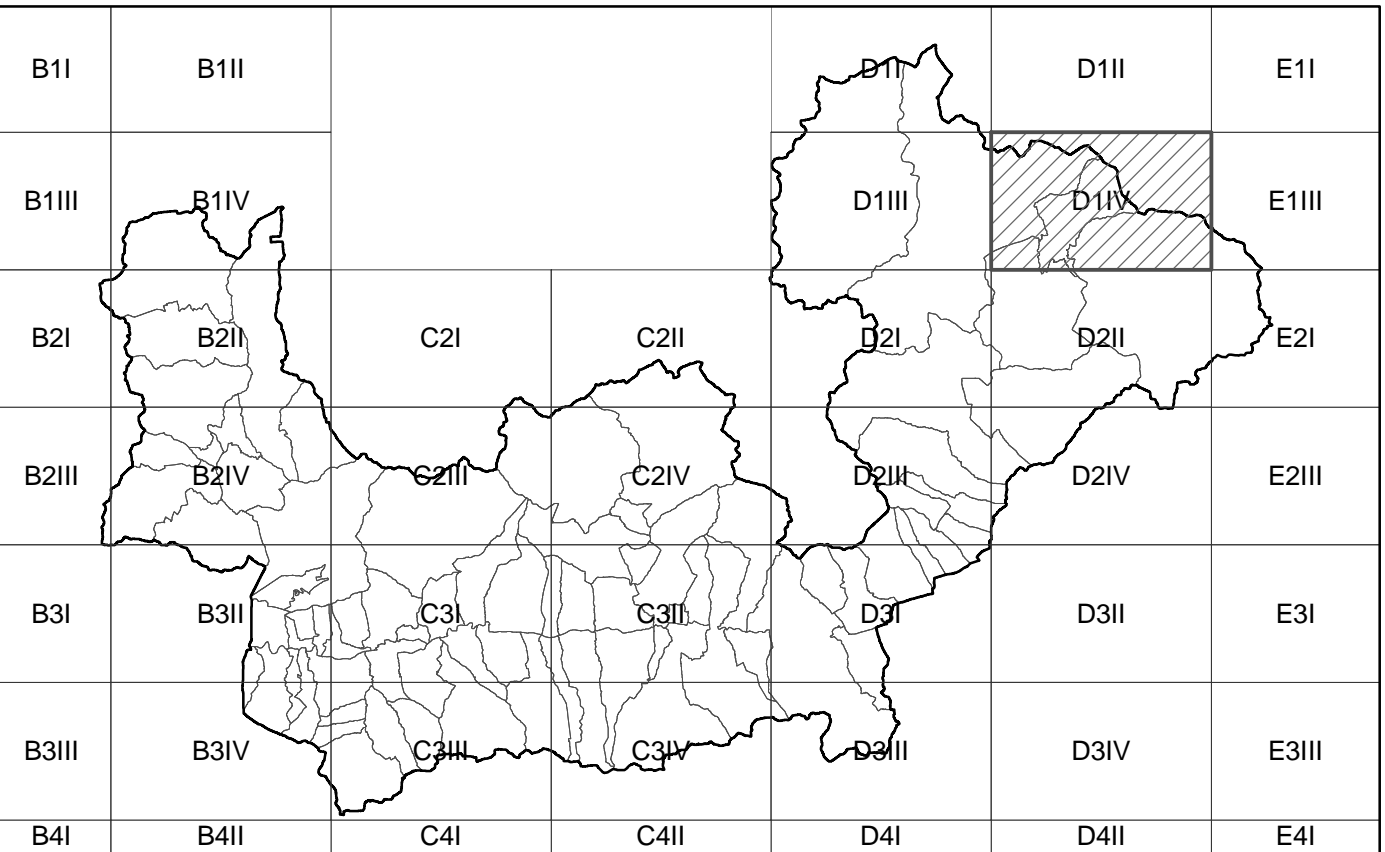 B1I B1II D1I D1II E1I
B1III B1IV D1III D1IV E1III
B2I B2II C2I C2II D2I D2II E2I
B2III B2IV C2III C2IV D2III D2IV E2III
B3I B3II C3I C3II D3I D3II E3I
B3III B3IV C3III C3IV D3III D3IV E3III
B4I B4II C4I C4II D4I D4II E4I